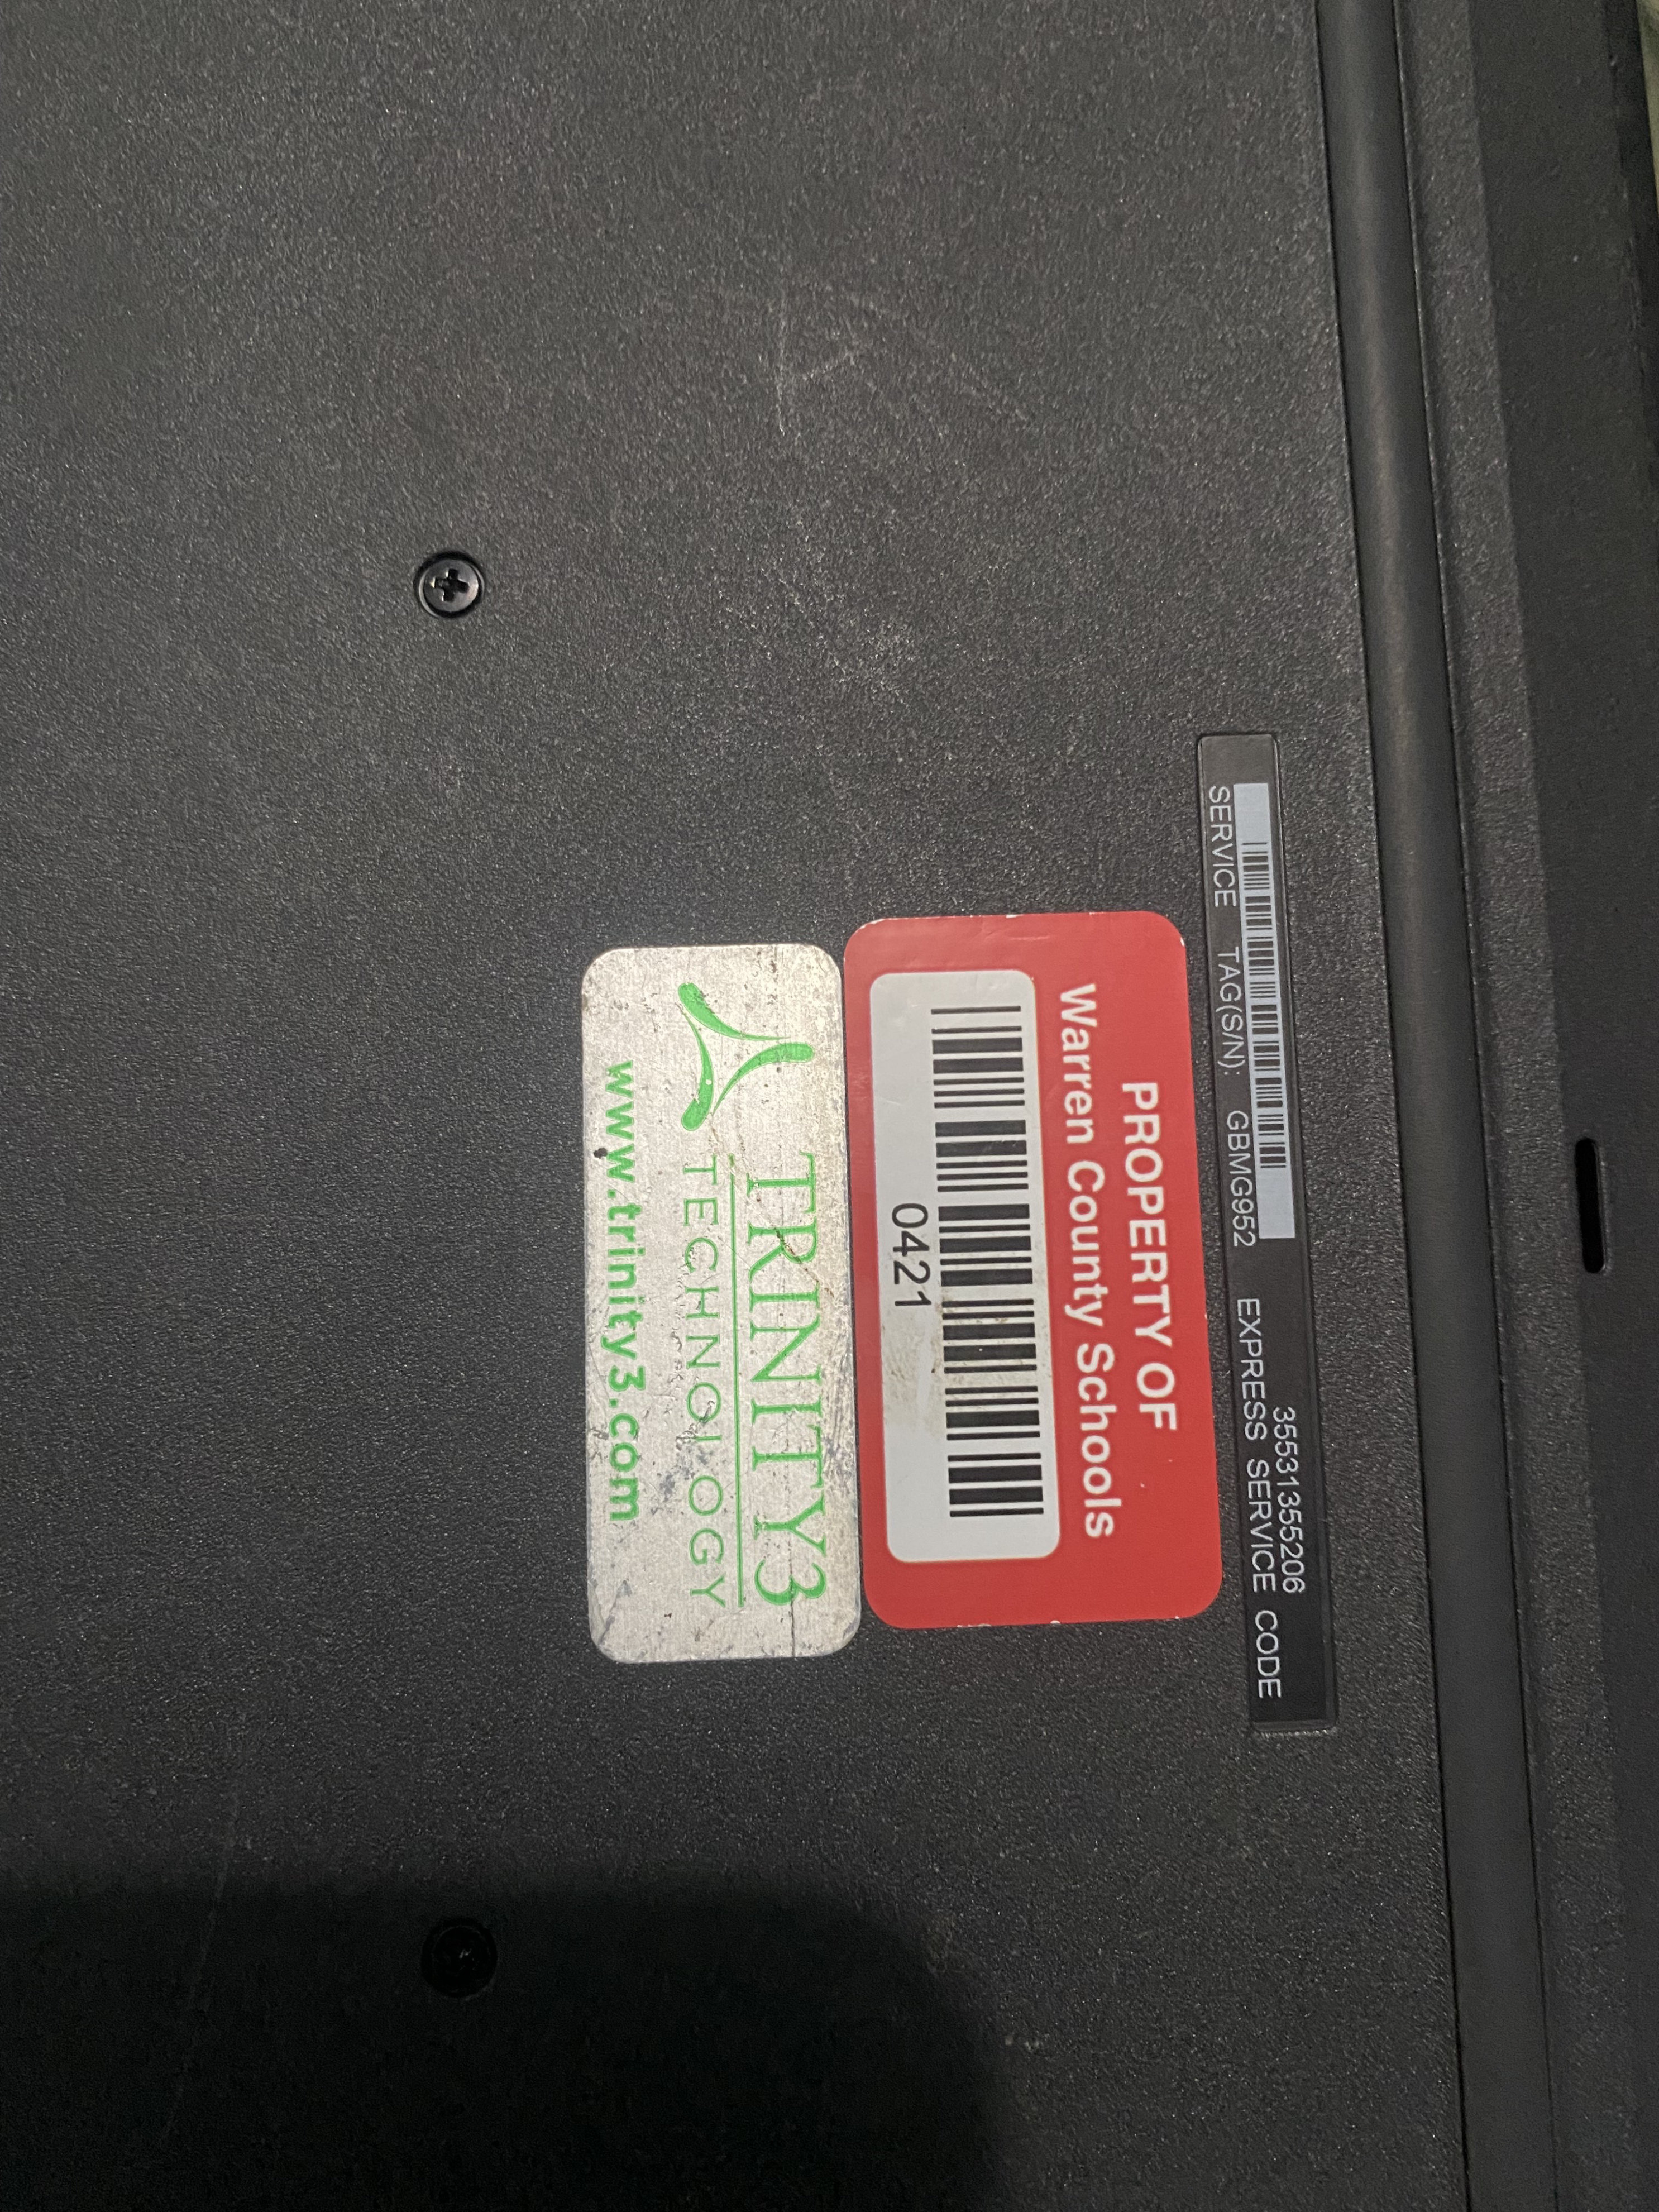 35531355206
SERVICE TAG(S/N): GBMG952 EXPRESS SERVICE CODE
PROPERTY OF
Warren County Schools
0421
TRINITY3
TECHNOLOGY
www.trinity3.com